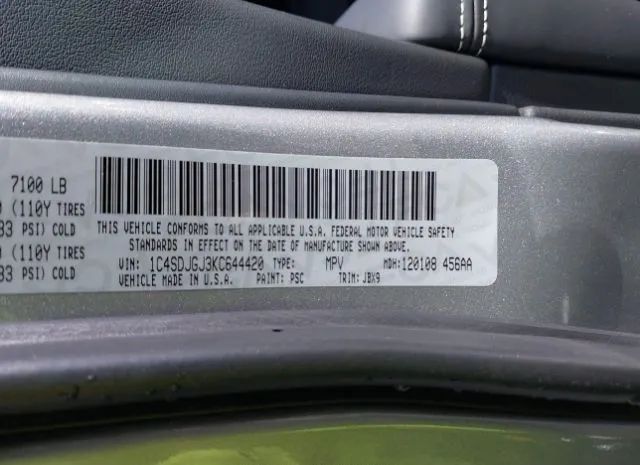 7100 LB
(110Y TIRES
33 PSI) COLD
(110Y TIRES
33 PSI) COLD
THIS VEHICLE CONFORMS TO ALL APPLICABLE U.S.A. FEDERAL MOTOR VEHICLE SAFETY
STANDARDS IN EFFECT ON THE DATE OF MANUFACTURE SHOWN ABOVE.
VIN: 1C4SDJGJ3KC644420 TYPE: MPV MDH:120108 456AA
VEHICLE MADE IN U.S.A. PAINT: PSC TRIM: JBX9